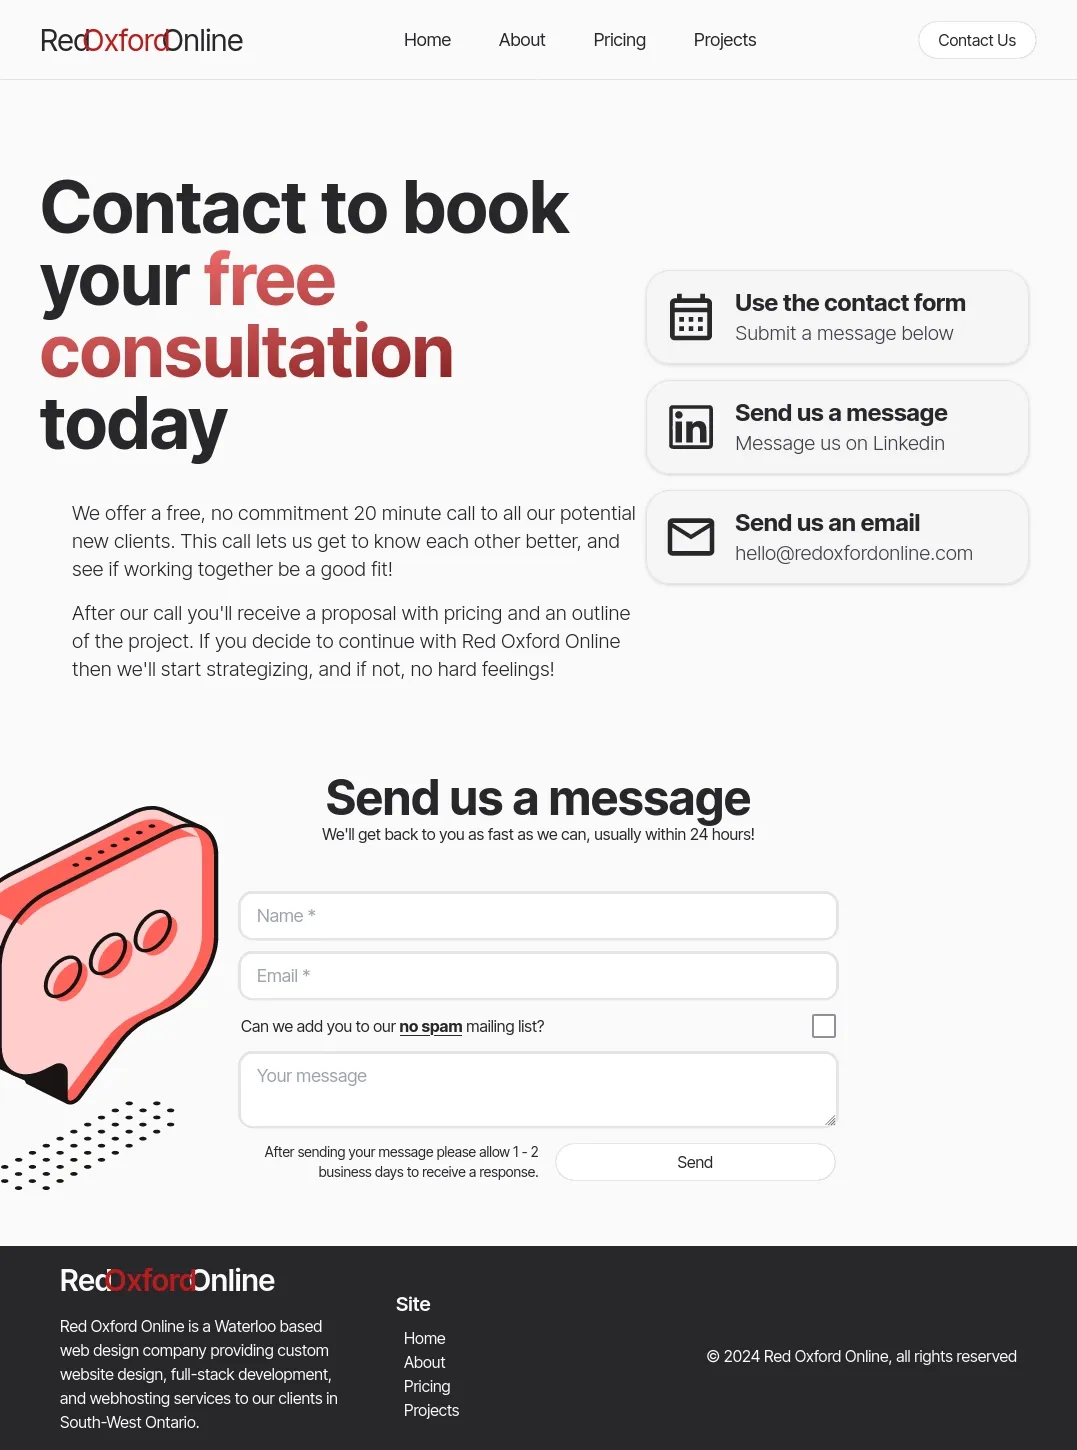 RedOxfordOnline
Home
About
Pricing
Projects
Contact Us
Contact to book
your free
consultation
today
We offer a free, no commitment 20 minute call to all our potential
new clients. This call lets us get to know each other better, and
see if working together be a good fit!
After our call you'll receive a proposal with pricing and an outline
of the project. If you decide to continue with Red Oxford Online
then we'll start strategizing, and if not, no hard feelings!
Use the contact form
Submit a message below
in
Send us a message
Message us on Linkedin
Send us an email
hello@redoxfordonline.com
Send us a message
We'll get back to you as fast as we can, usually within 24 hours!
Name *
Email *
Can we add you to our no spam mailing list?
Your message
After sending your message please allow 1 - 2
business days to receive a response.
Send
RedOxfordOnline
Red Oxford Online is a Waterloo based
web design company providing custom
website design, full-stack development,
and webhosting services to our clients in
South-West Ontario.
Site
Home
About
Pricing
Projects
© 2024 Red Oxford Online, all rights reserved